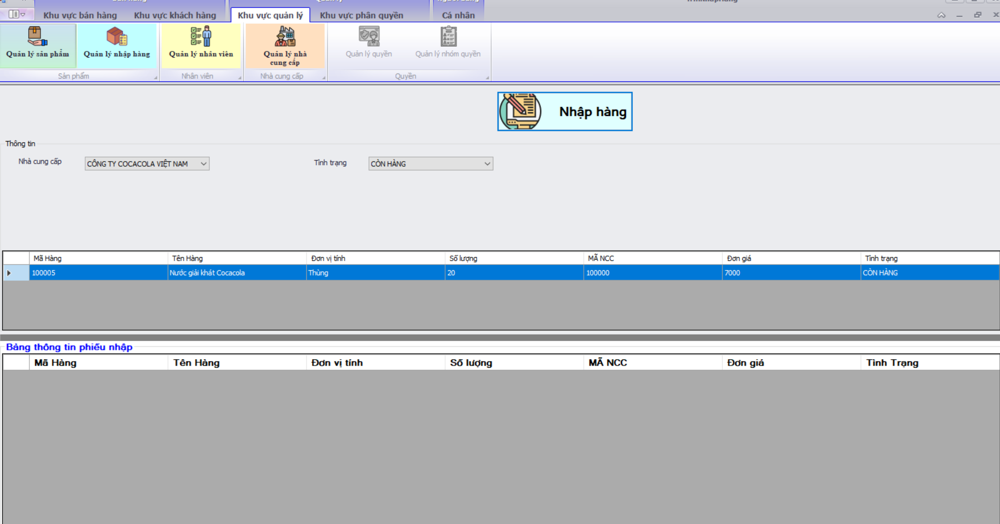 Khu vực bán hàng Khu vực khách hàng Khu vực quản lý Khu vực phân quyền Cá nhân
Quản lý sản phẩm Quản lý nhập hàng Quản lý nhân viên Quản lý nhà Quản lý quyền Quản lý nhóm quyền
cung cấp
Sản phẩm Nhân viên Nhà cung cấp Quyền
Nhập hàng
Thông tin
Nhà cung cấp CÔNG TY COCACOLA VIỆT NAM Tình trạng CÒN HÀNG
Mã Hàng Tên Hàng Đơn vị tính Số lượng MÃ NCC Đơn giá Tình trạng
100005 Nước giải khát Cocacola Thùng 20 100000 7000 CÒN HÀNG
Bảng thông tin phiếu nhập
Mã Hàng Tên Hàng Đơn vị tính Số lượng MÃ NCC Đơn giá Tình Trạng